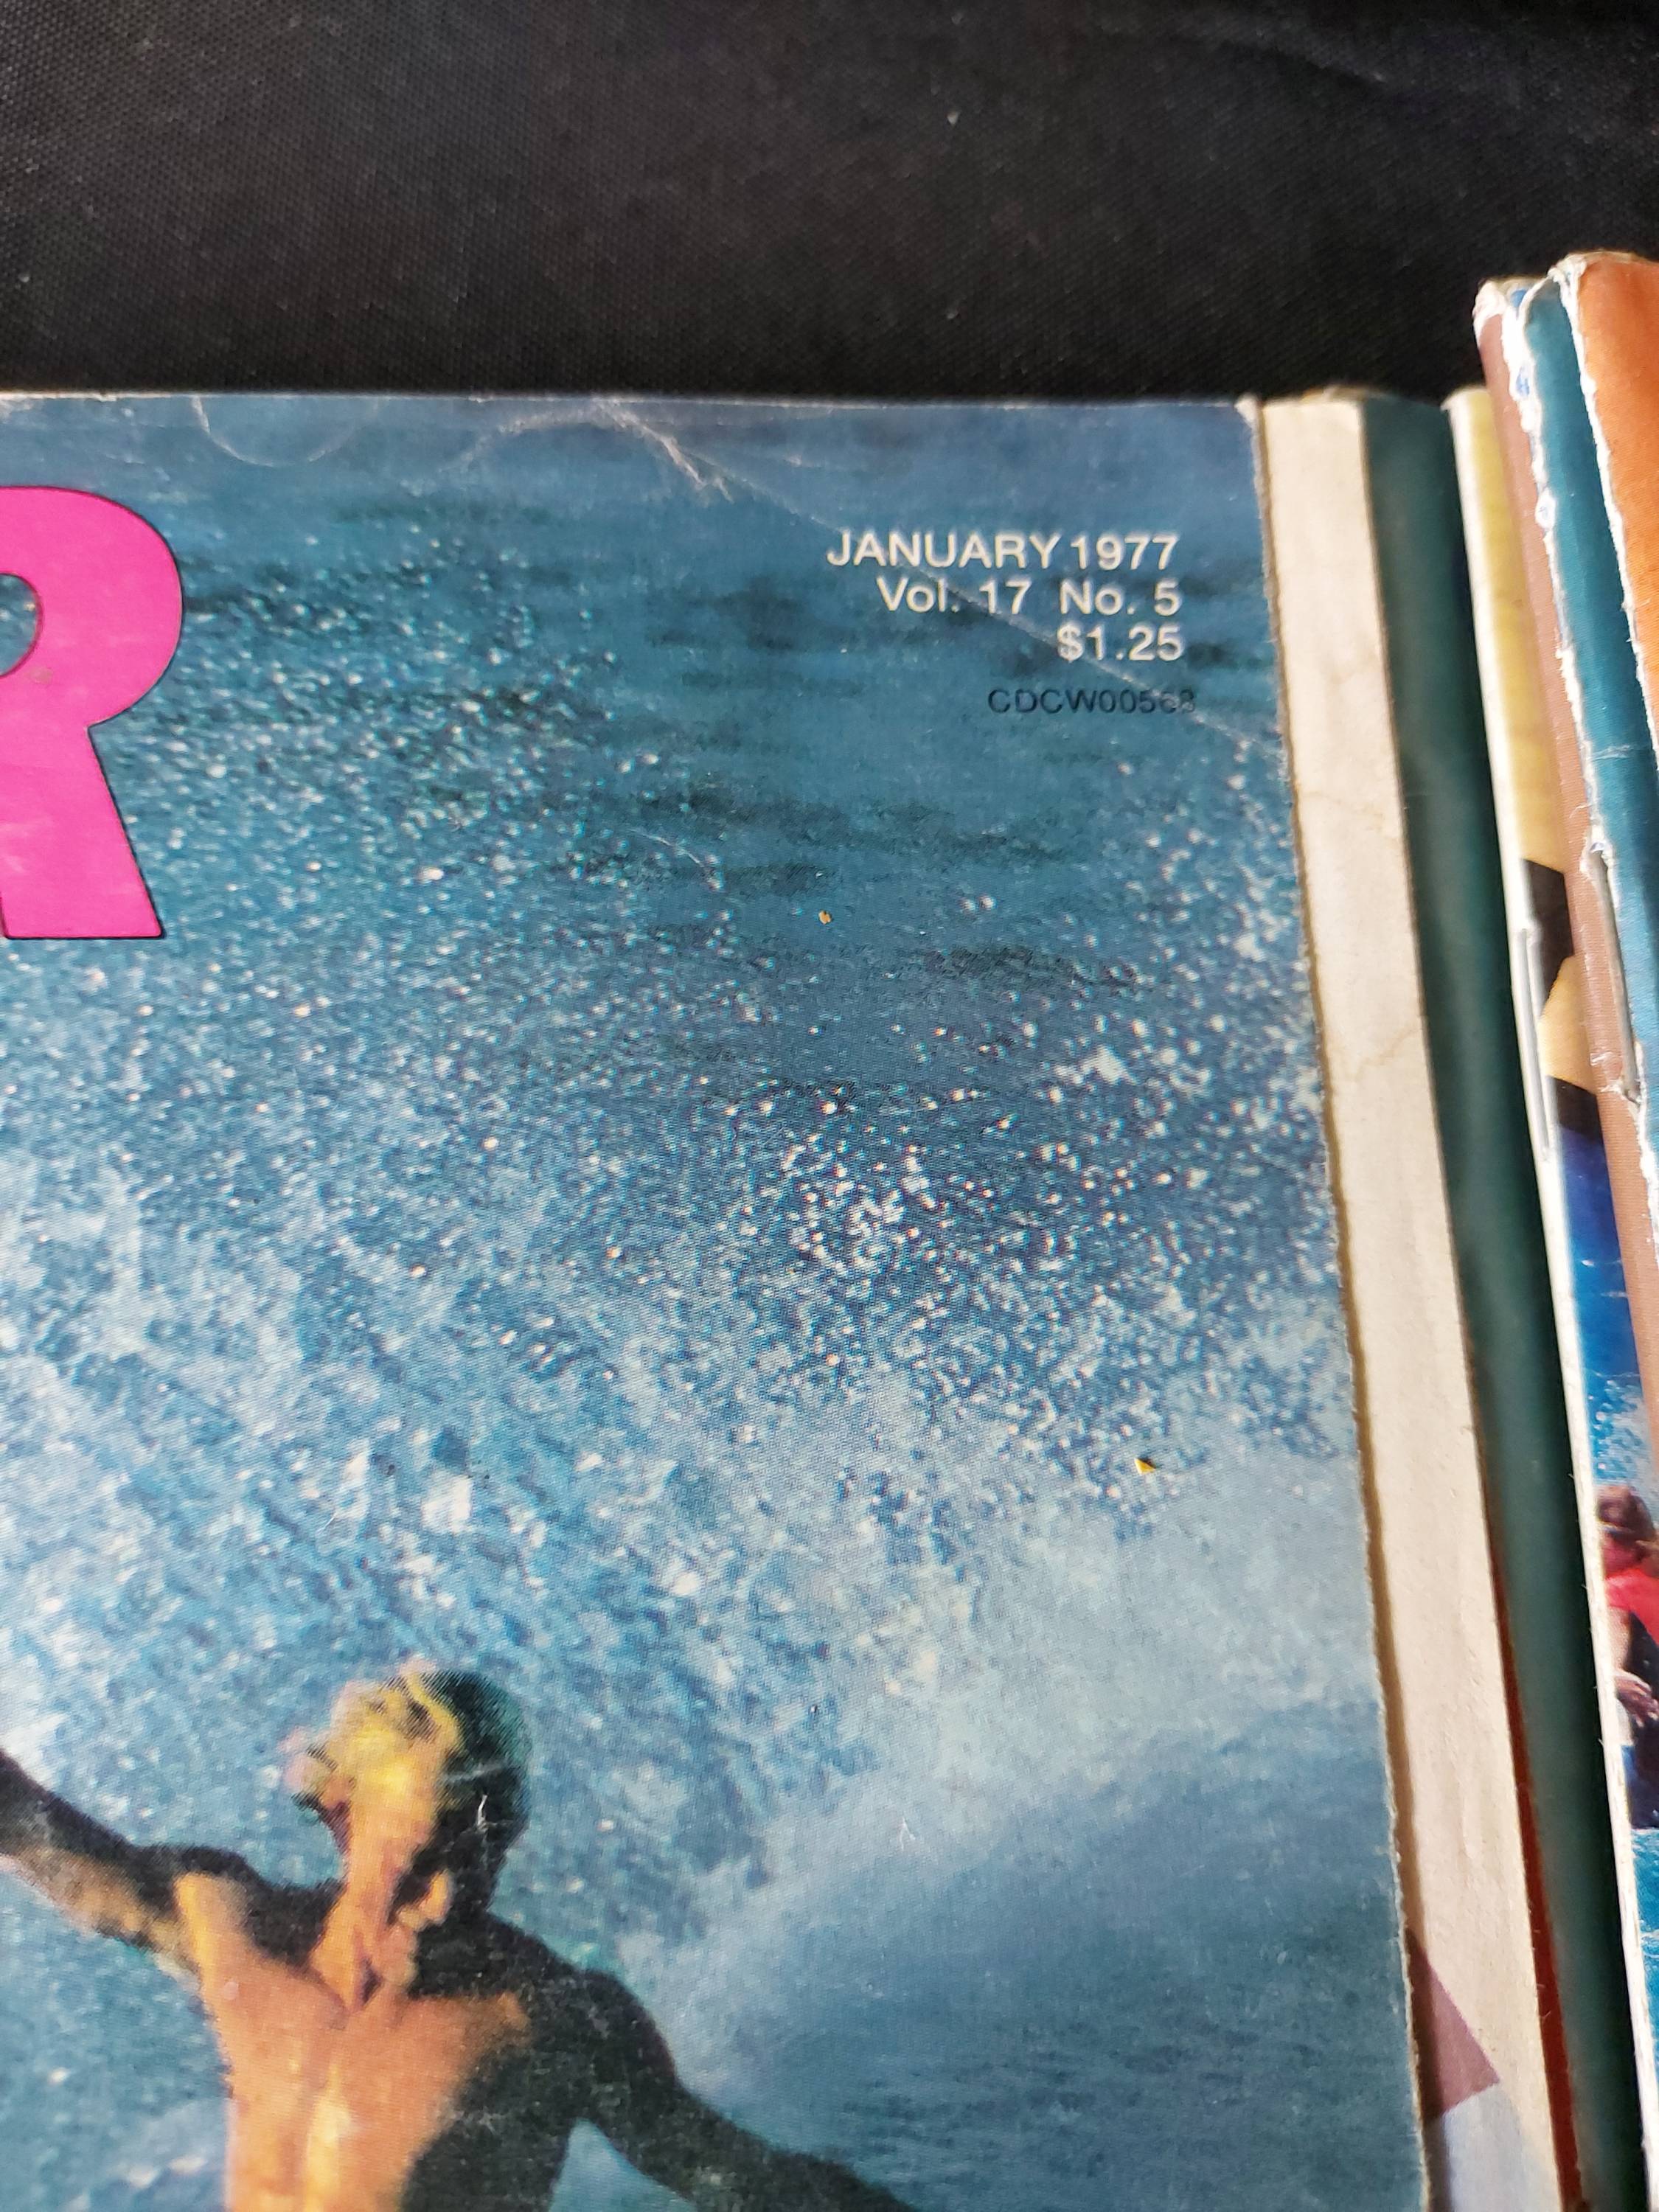 R
JANUARY 1977
Vol. 17 No. 5
$1.25
CDCW00568